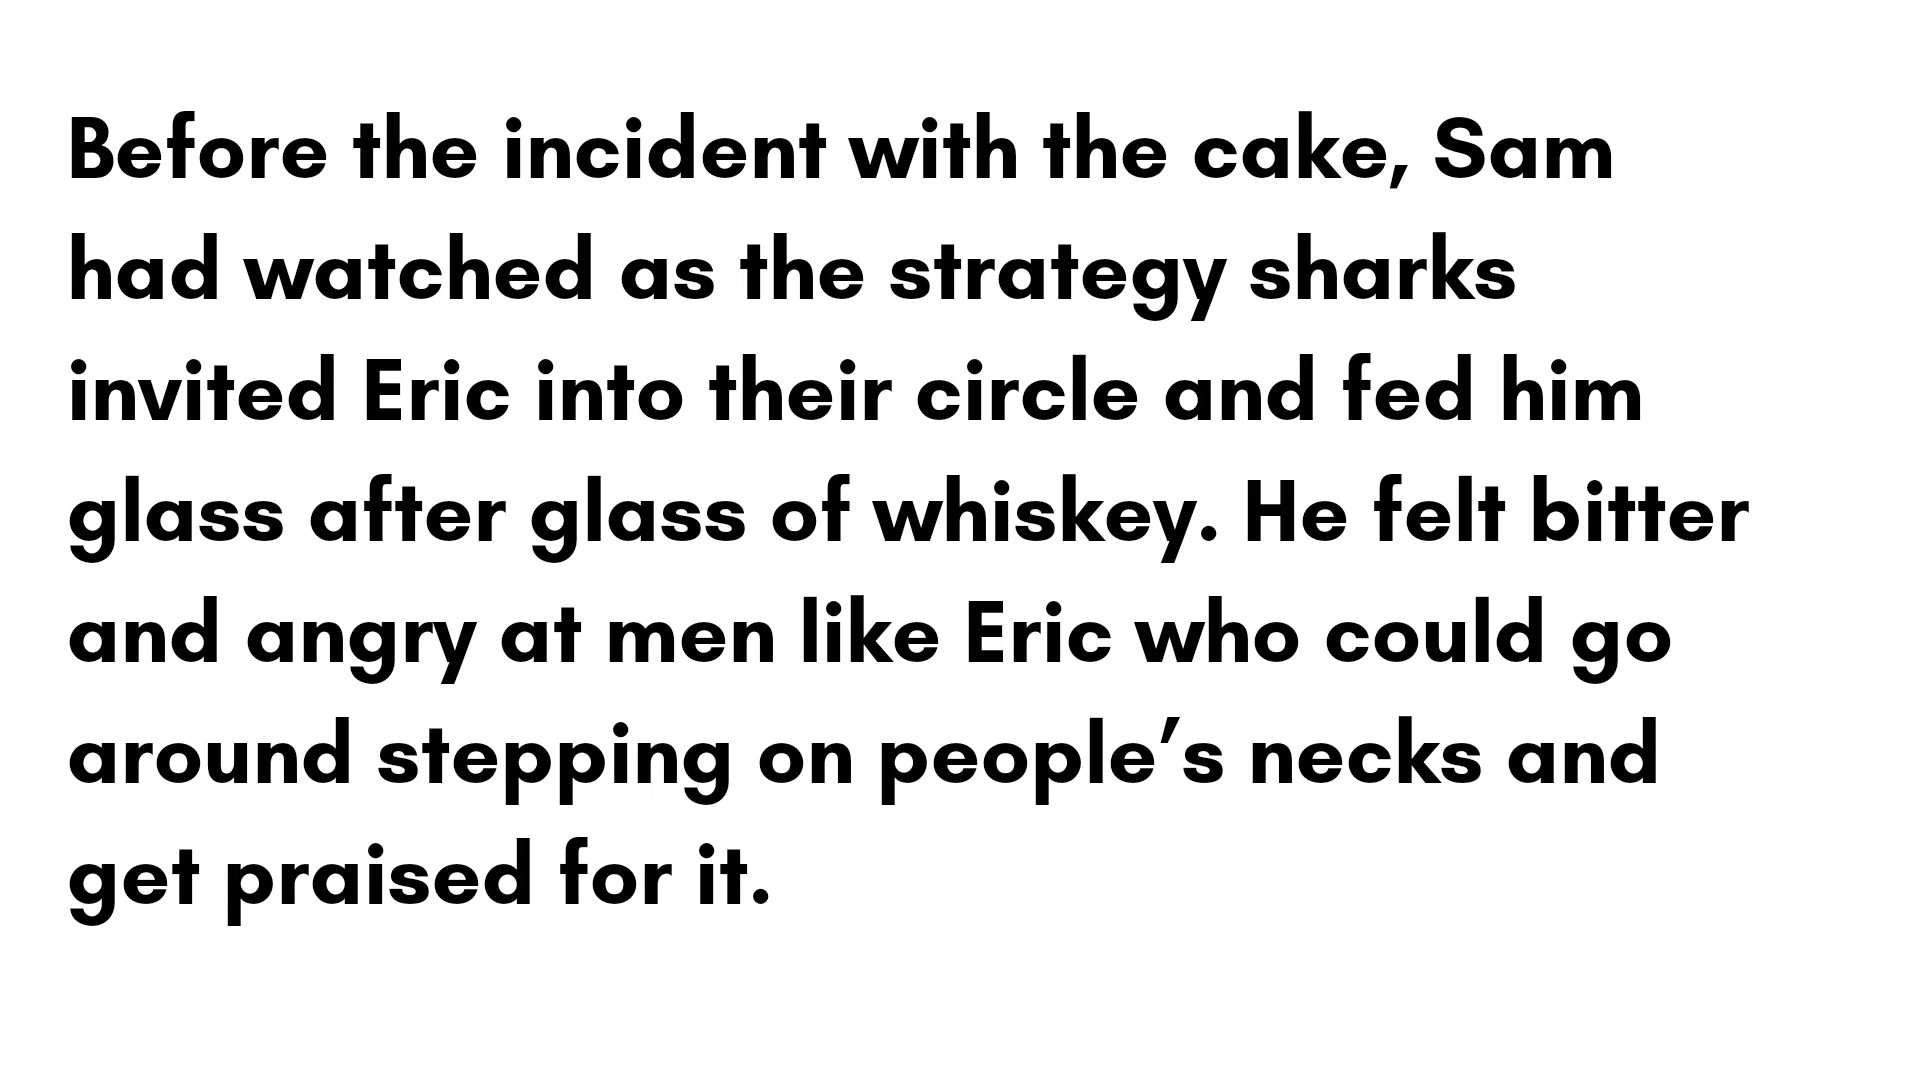 Before the incident with the cake, Sam
had watched as the strategy sharks
invited Eric into their circle and fed him
glass after glass of whiskey. He felt bitter
and angry at men like Eric who could go
around stepping on people’s necks and
get praised for it.